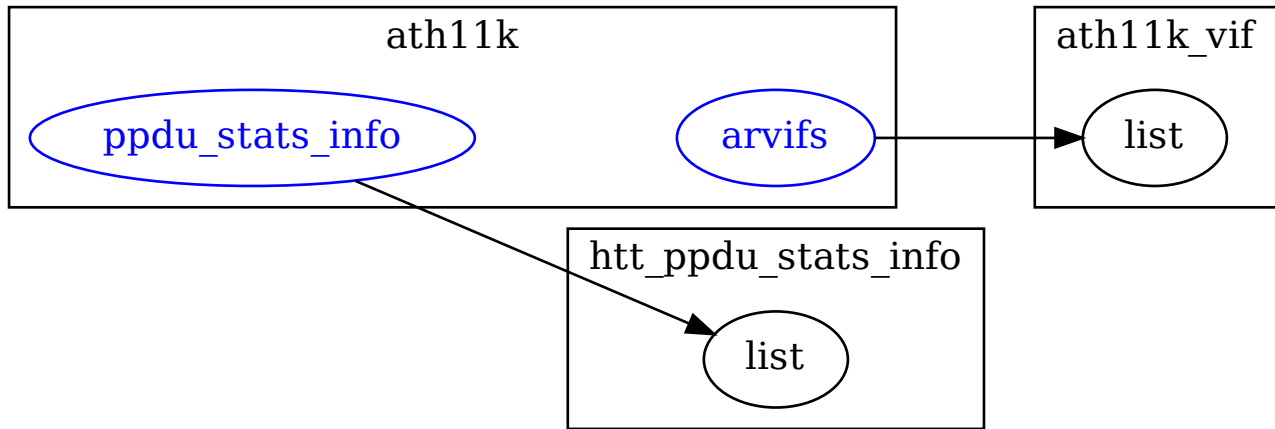 ath11k
ppdu_stats_info
arvifs
ath11k_vif
list
htt_ppdu_stats_info
list